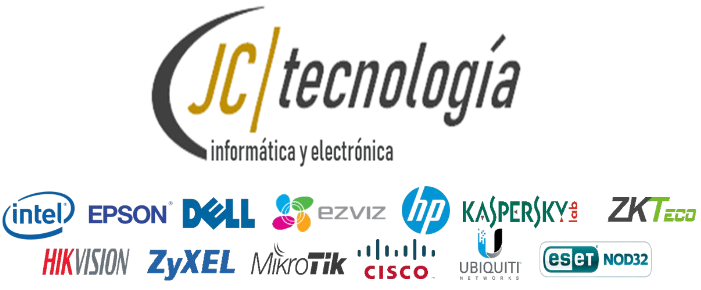 JC|tecnología
informática y electrónica
intel EPSON® DELL ezviz hp KASPERSKY lab ZKTECO
HIKVISION ZyXEL MikroTik CISCO UBIQUITI NETWORKS eset NOD32